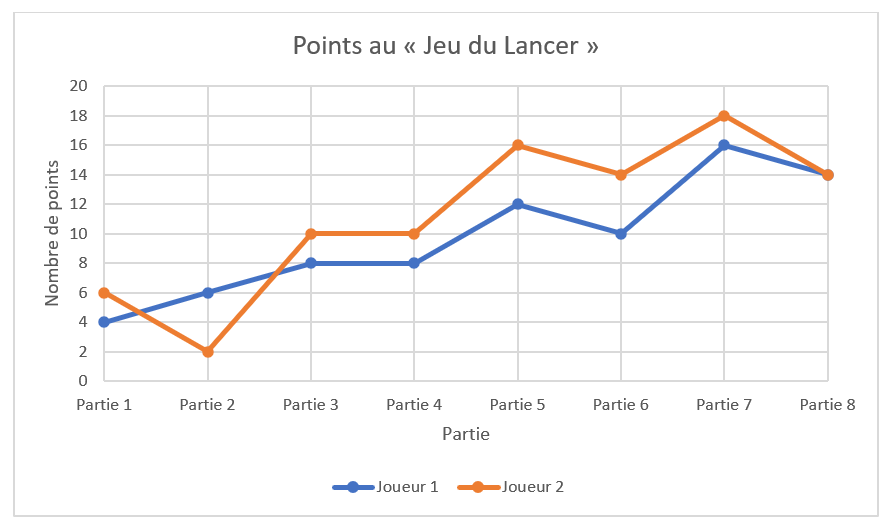 Points au « Jeu du Lancer »
Nombre de points
20
18
16
14
12
10
8
6
4
2
0
Partie 1 Partie 2 Partie 3 Partie 4 Partie 5 Partie 6 Partie 7 Partie 8
Partie
Joueur 1 Joueur 2